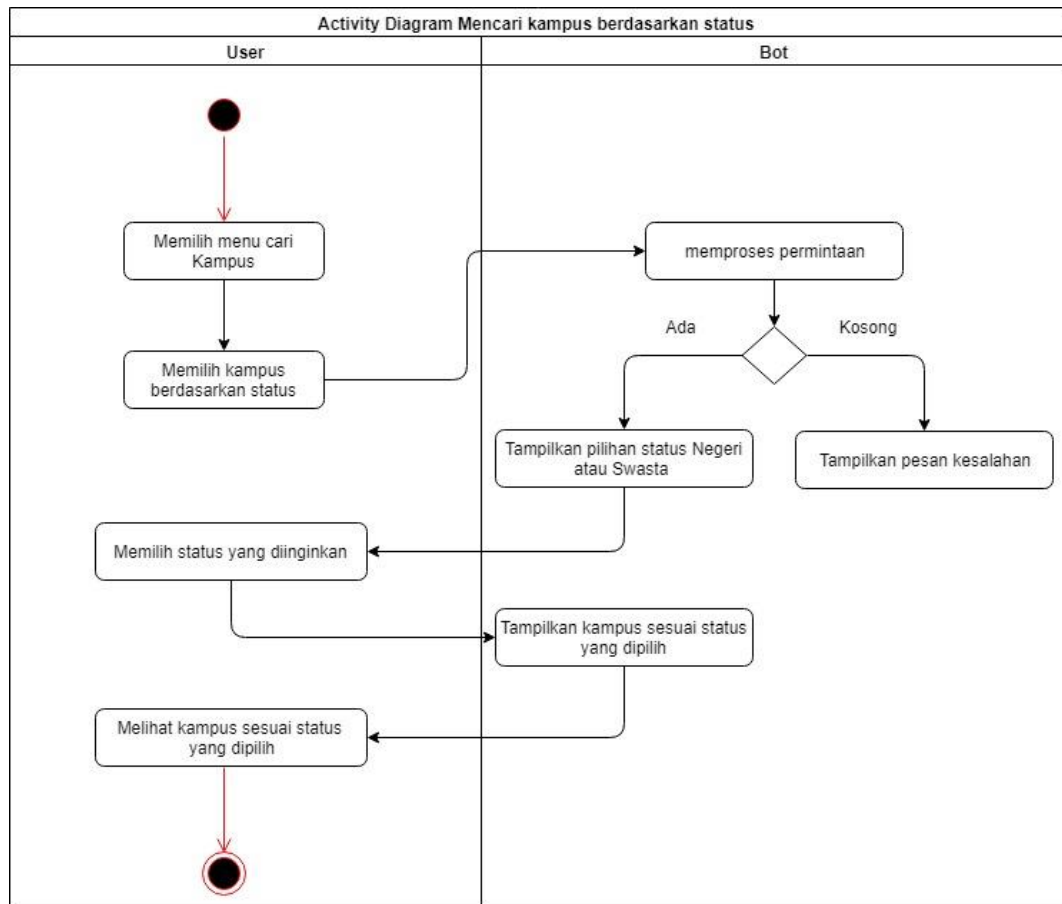 Activity Diagram Mencari kampus berdasarkan status
User
Bot
Memilih menu cari
Kampus
memproses permintaan
Ada
Kosong
Memilih kampus
berdasarkan status
Tampilkan pilihan status Negeri
atau Swasta
Tampilkan pesan kesalahan
Memilih status yang diinginkan
Tampilkan kampus sesuai status
yang dipilih
Melihat kampus sesuai status
yang dipilih